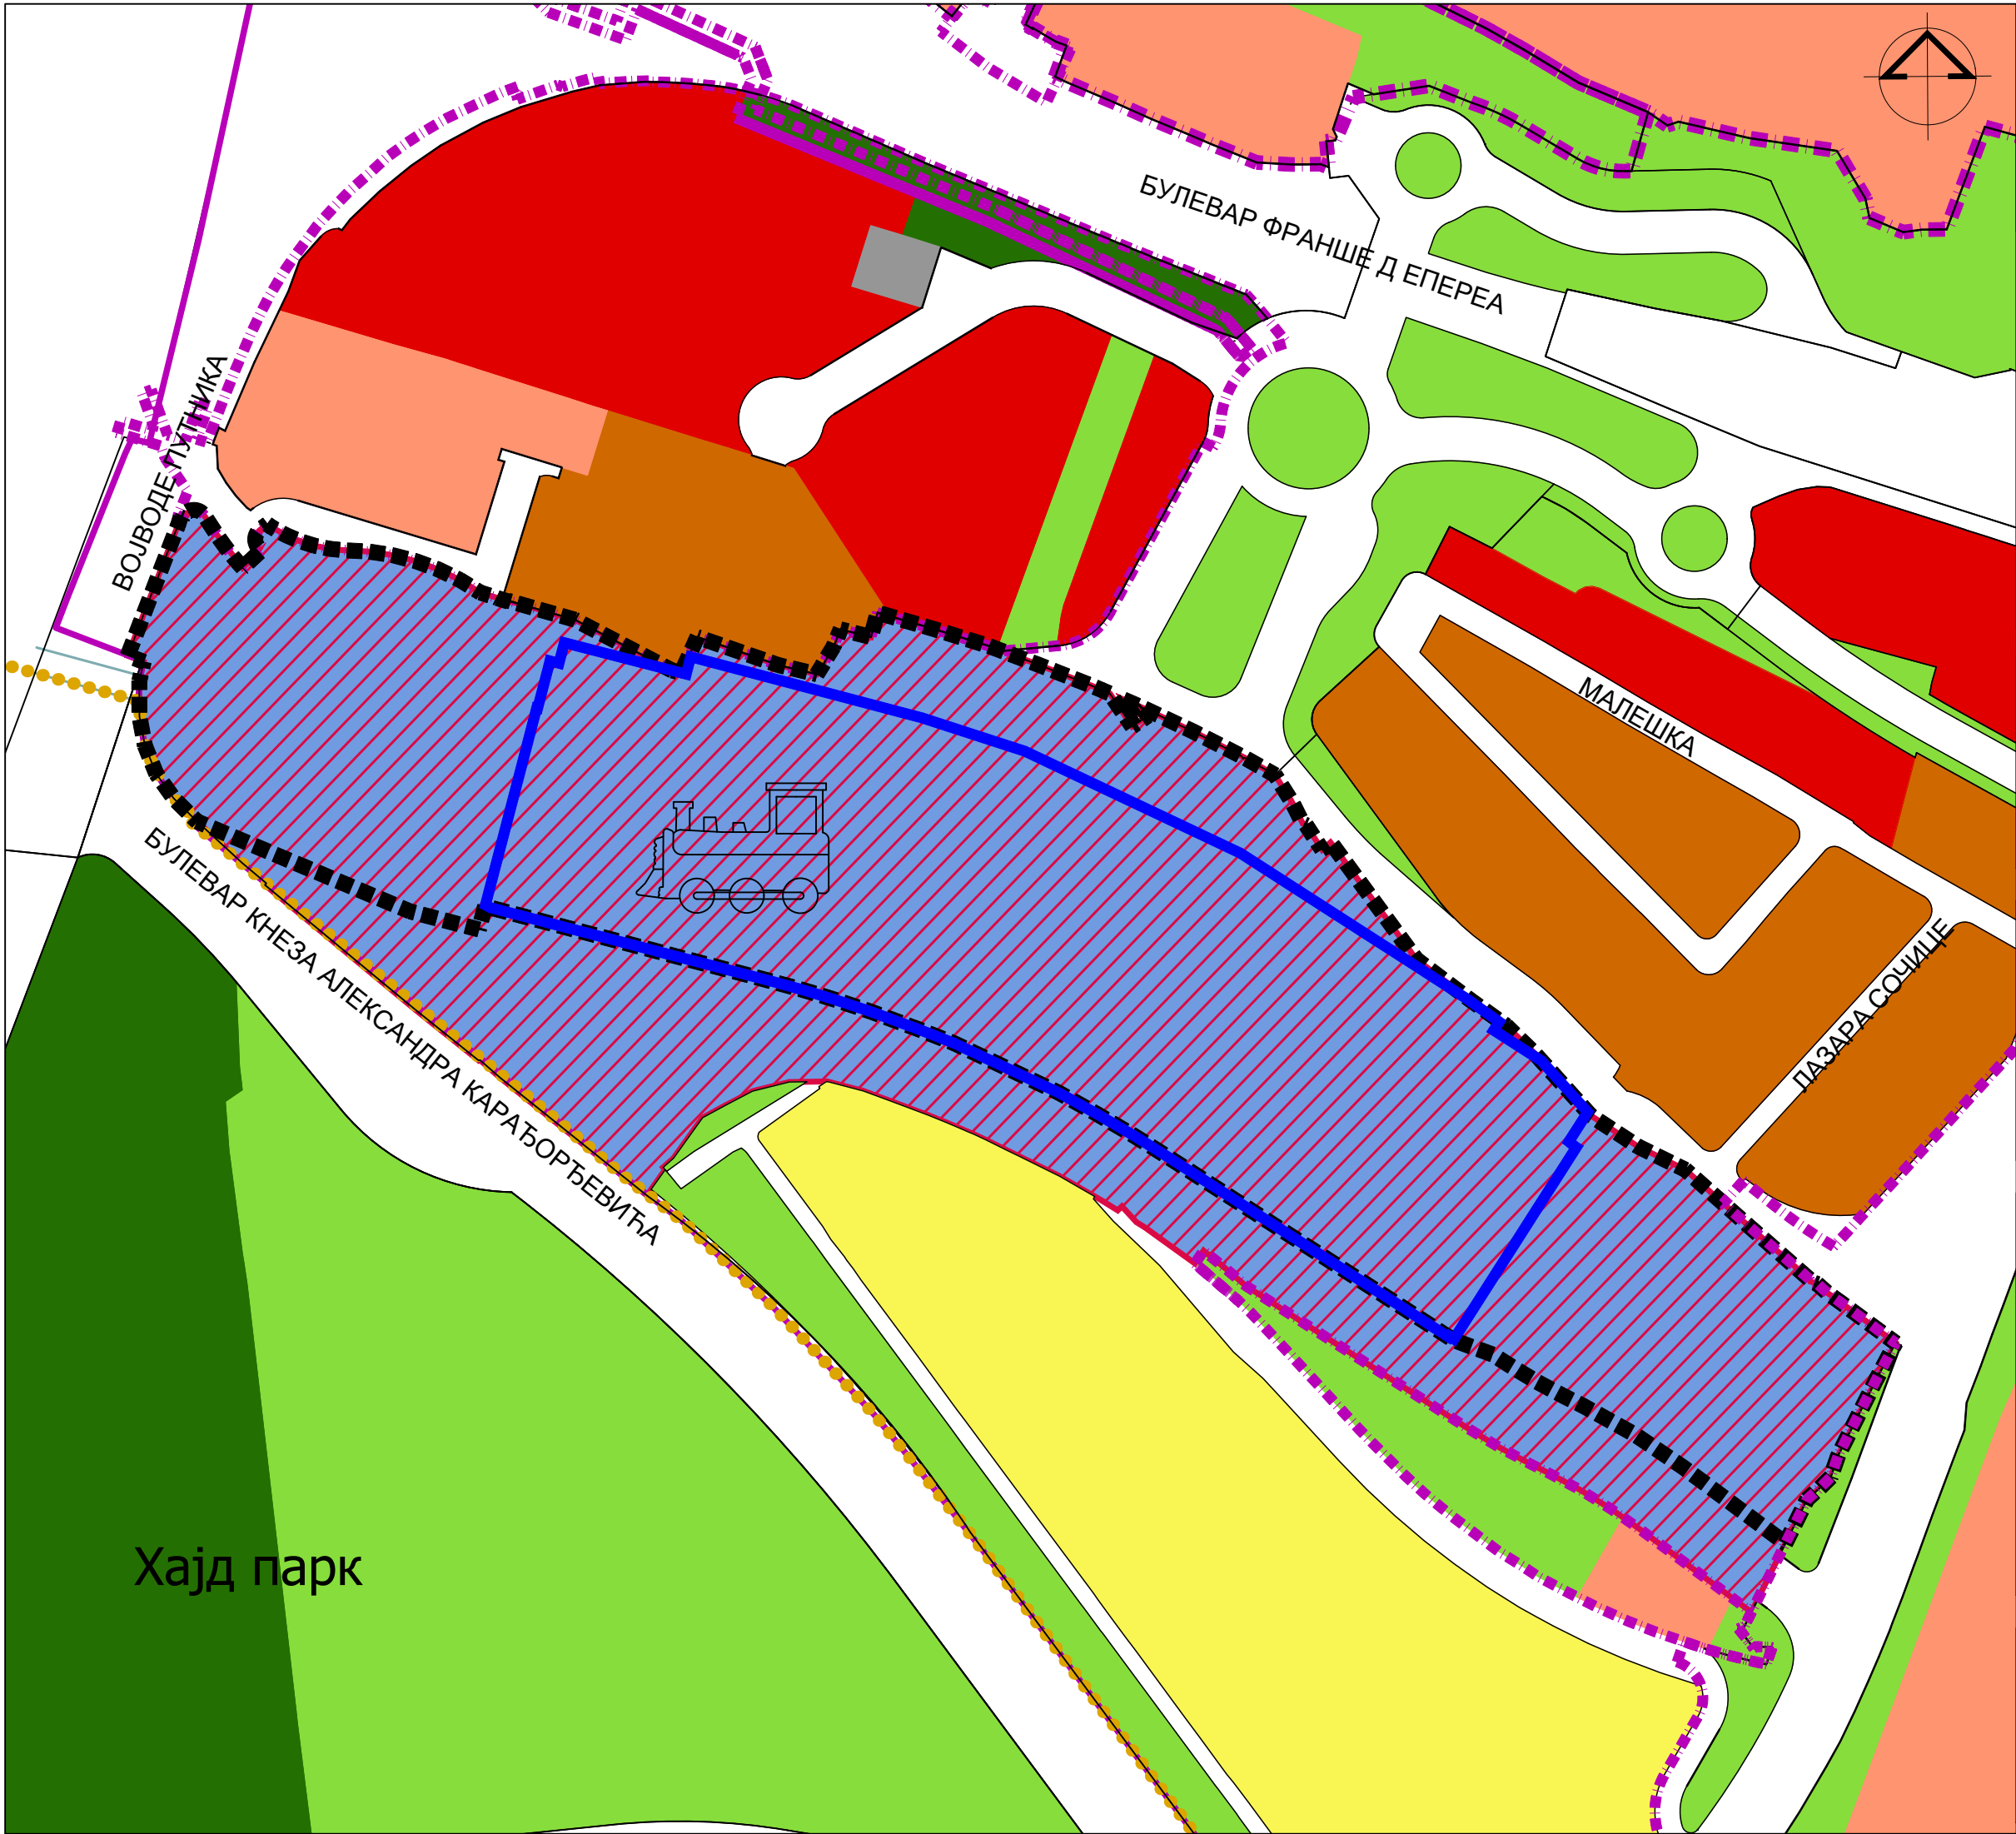 БУЛЕВАР ФРАНШЕ Д ЕПЕРЕА
ВОЈВОДЕ ПУТНИКА
МАЛЕШКА
БУЛЕВАР КНЕЗА АЛЕКСАНДРА КАРАЂОРЂЕВИЋА
ЛАЗАРА СОЧИЦЕ
Хајд парк